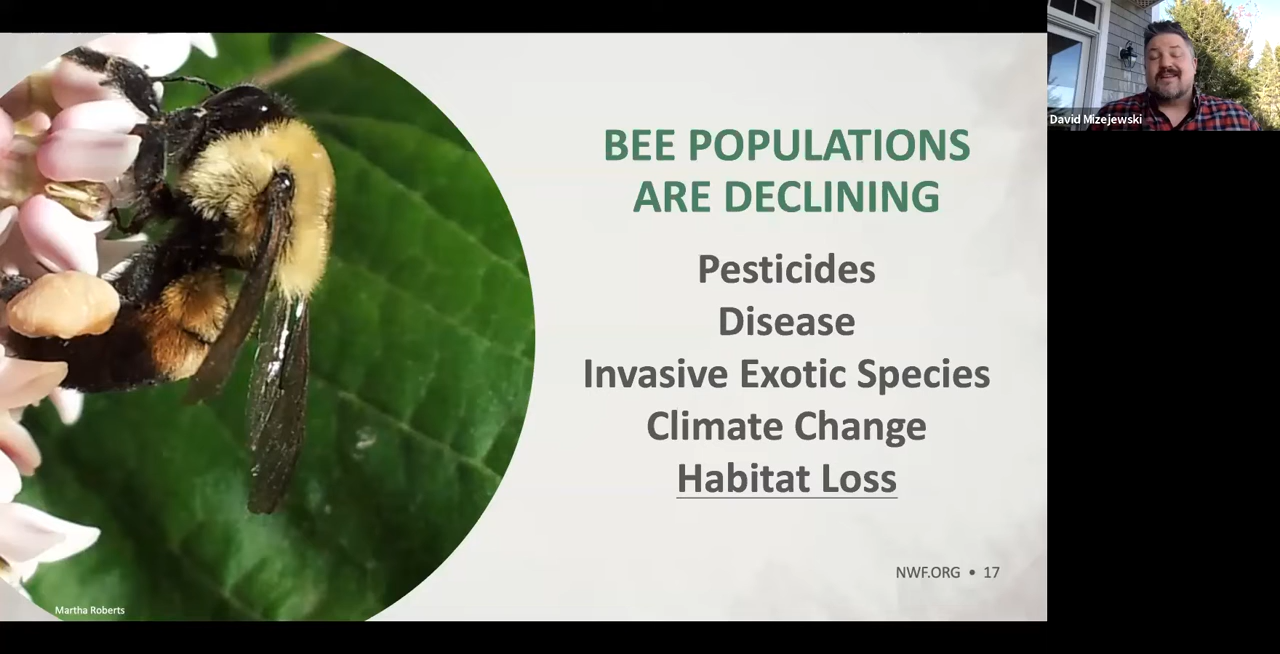 BEE POPULATIONS
ARE DECLINING
Pesticides
Disease
Invasive Exotic Species
Climate Change
Habitat Loss
NWF.ORG • 17
Martha Roberts
David Mizejewski